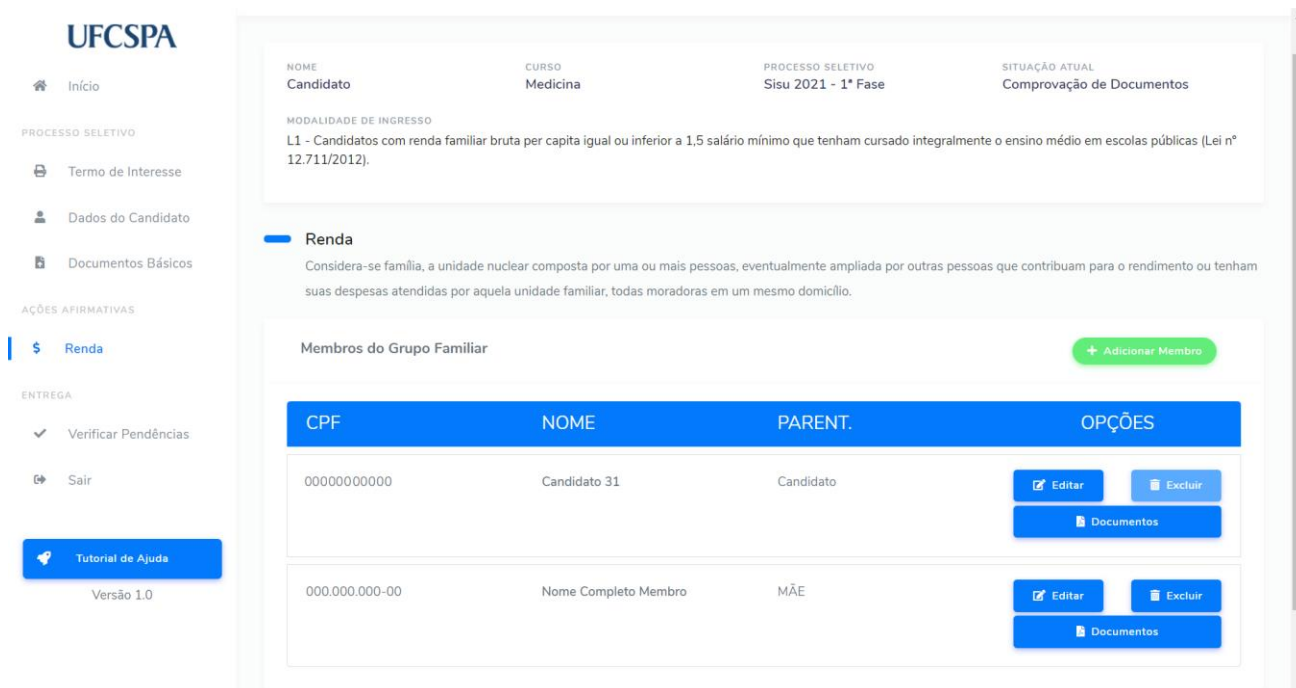 UFCSPA
Início
PROCESSO SELETIVO
Termo de Interesse
Dados do Candidato
Documentos Básicos
AÇÕES AFIRMATIVAS
Renda
ENTREGA
Verificar Pendências
Sair
Tutorial de Ajuda
Versão 1.0
NOME CURSO PROCESSO SELETIVO SITUAÇÃO ATUAL
Candidato Medicina Sisu 2021 - 1ª Fase Comprovação de Documentos
MODALIDADE DE INGRESSO
L1 - Candidatos com renda familiar bruta per capita igual ou inferior a 1,5 salário mínimo que tenham cursado integralmente o ensino médio em escolas públicas (Lei nº
12.711/2012).
Renda
Considera-se família, a unidade nuclear composta por uma ou mais pessoas, eventualmente ampliada por outras pessoas que contribuam para o rendimento ou tenham
suas despesas atendidas por aquela unidade familiar, todas moradoras em um mesmo domicílio.
Membros do Grupo Familiar + Adicionar Membro
CPF NOME PARENT. OPÇÕES
00000000000 Candidato 31 Candidato Editar Excluir
Documentos
000.000.000-00 Nome Completo Membro MÃE Editar Excluir
Documentos